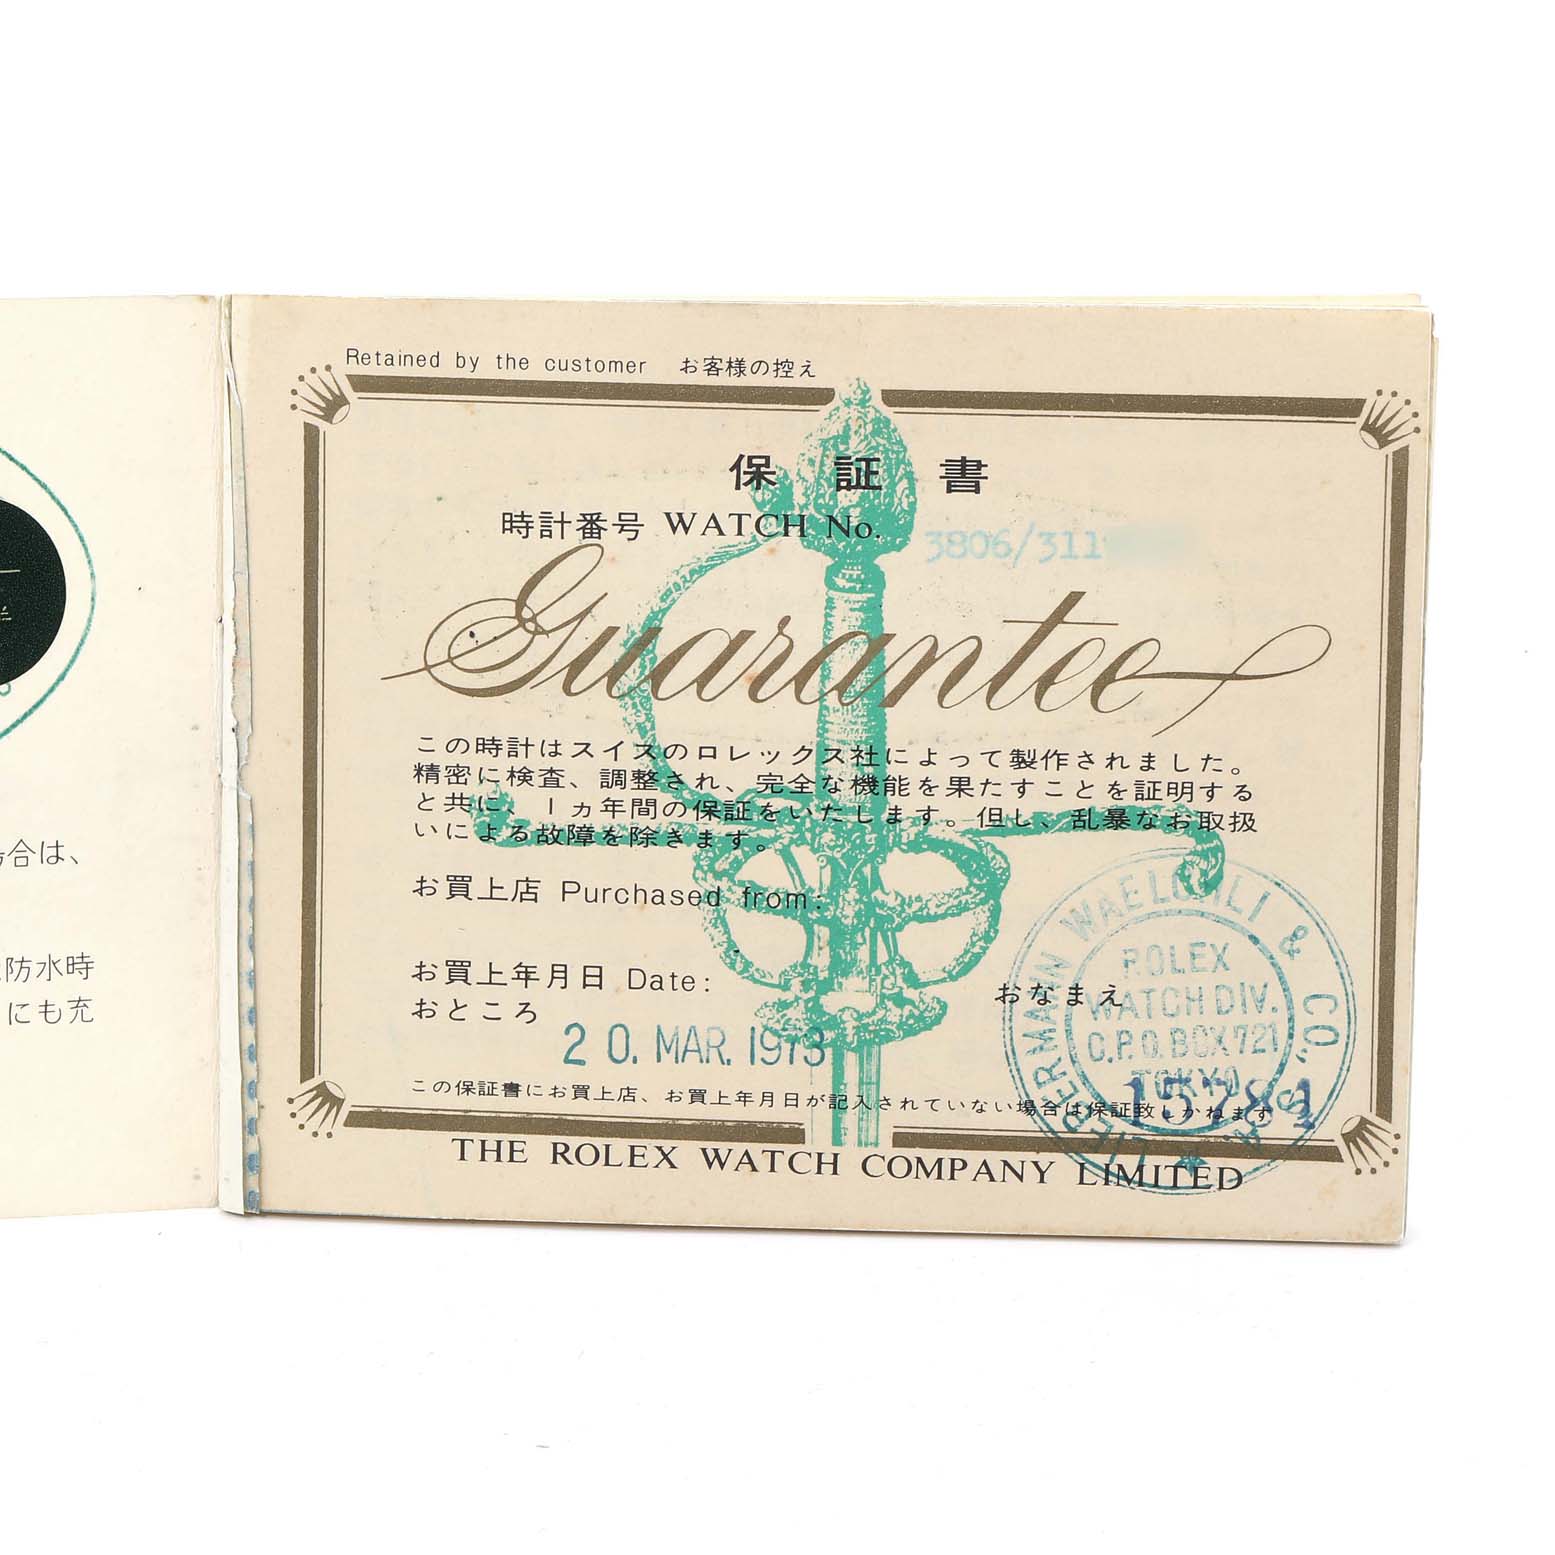 合は、
防水時
にも充
Retained by the customer お客様の控え
保証書
時計番号 WATCH No. 3806/311
Guarantee
この時計はスイスのロレックス社によって製作されました。
精密に検査、調整され、完全な機能を果たすことを証明する
と共に、1ヵ年間の保証をいたします。但し、乱暴なお取扱
いによる故障を除きます。
お買上店 Purchased from:
お買上年月日 Date:
おところ
おなまえ
20. MAR. 1973
この保証書にお買上店、お買上年月日が記入されていない場合は保証致しかねます
THE ROLEX WATCH COMPANY LIMITED
LIEBERMANN WAELCHLI & CO., S.A.
ROLEX
WATCH DIV.
C.P.O. BOX 721
TOKYO
15784